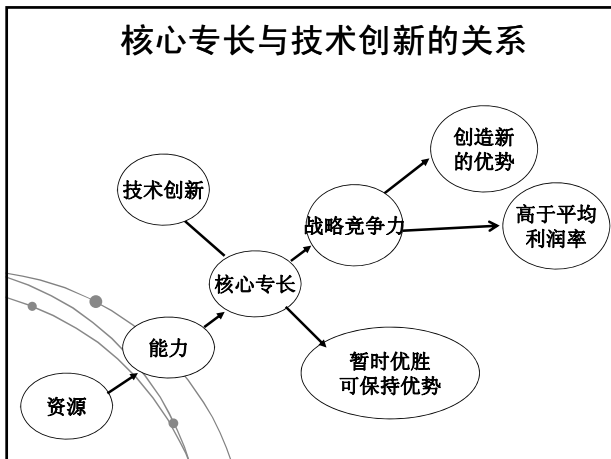 核心专长与技术创新的关系
创造新
的优势
技术创新
战略竞争力
高于平均
利润率
核心专长
能力
暂时优胜
可保持优势
资源